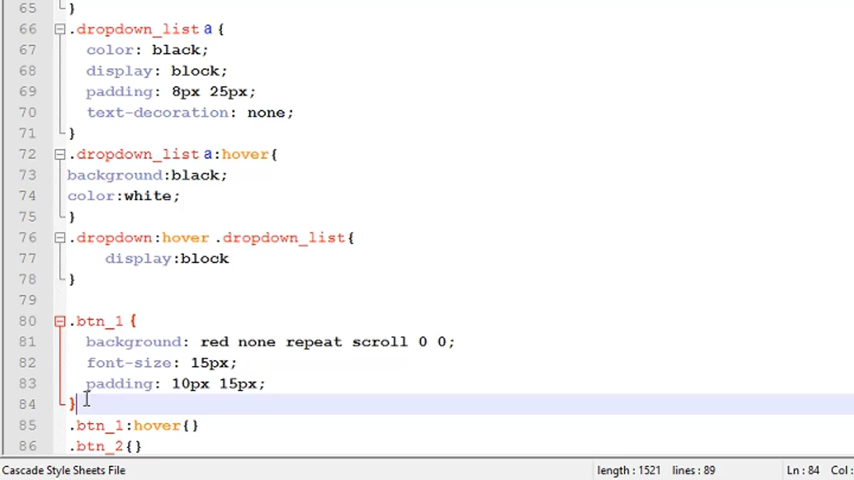 65 }
66 .dropdown_list a {
67 color: black;
68 display: block;
69 padding: 8px 25px;
70 text-decoration: none;
71 }
72 .dropdown_list a:hover{
73 background:black;
74 color:white;
75 }
76 .dropdown:hover .dropdown_list{
77 display:block
78 }
79
80 .btn_1 {
81 background: red none repeat scroll 0 0;
82 font-size: 15px;
83 padding: 10px 15px;
84 }
85 .btn_1:hover{}
86 .btn_2{}
Cascade Style Sheets File length : 1521 lines : 89 Ln : 84 Col :